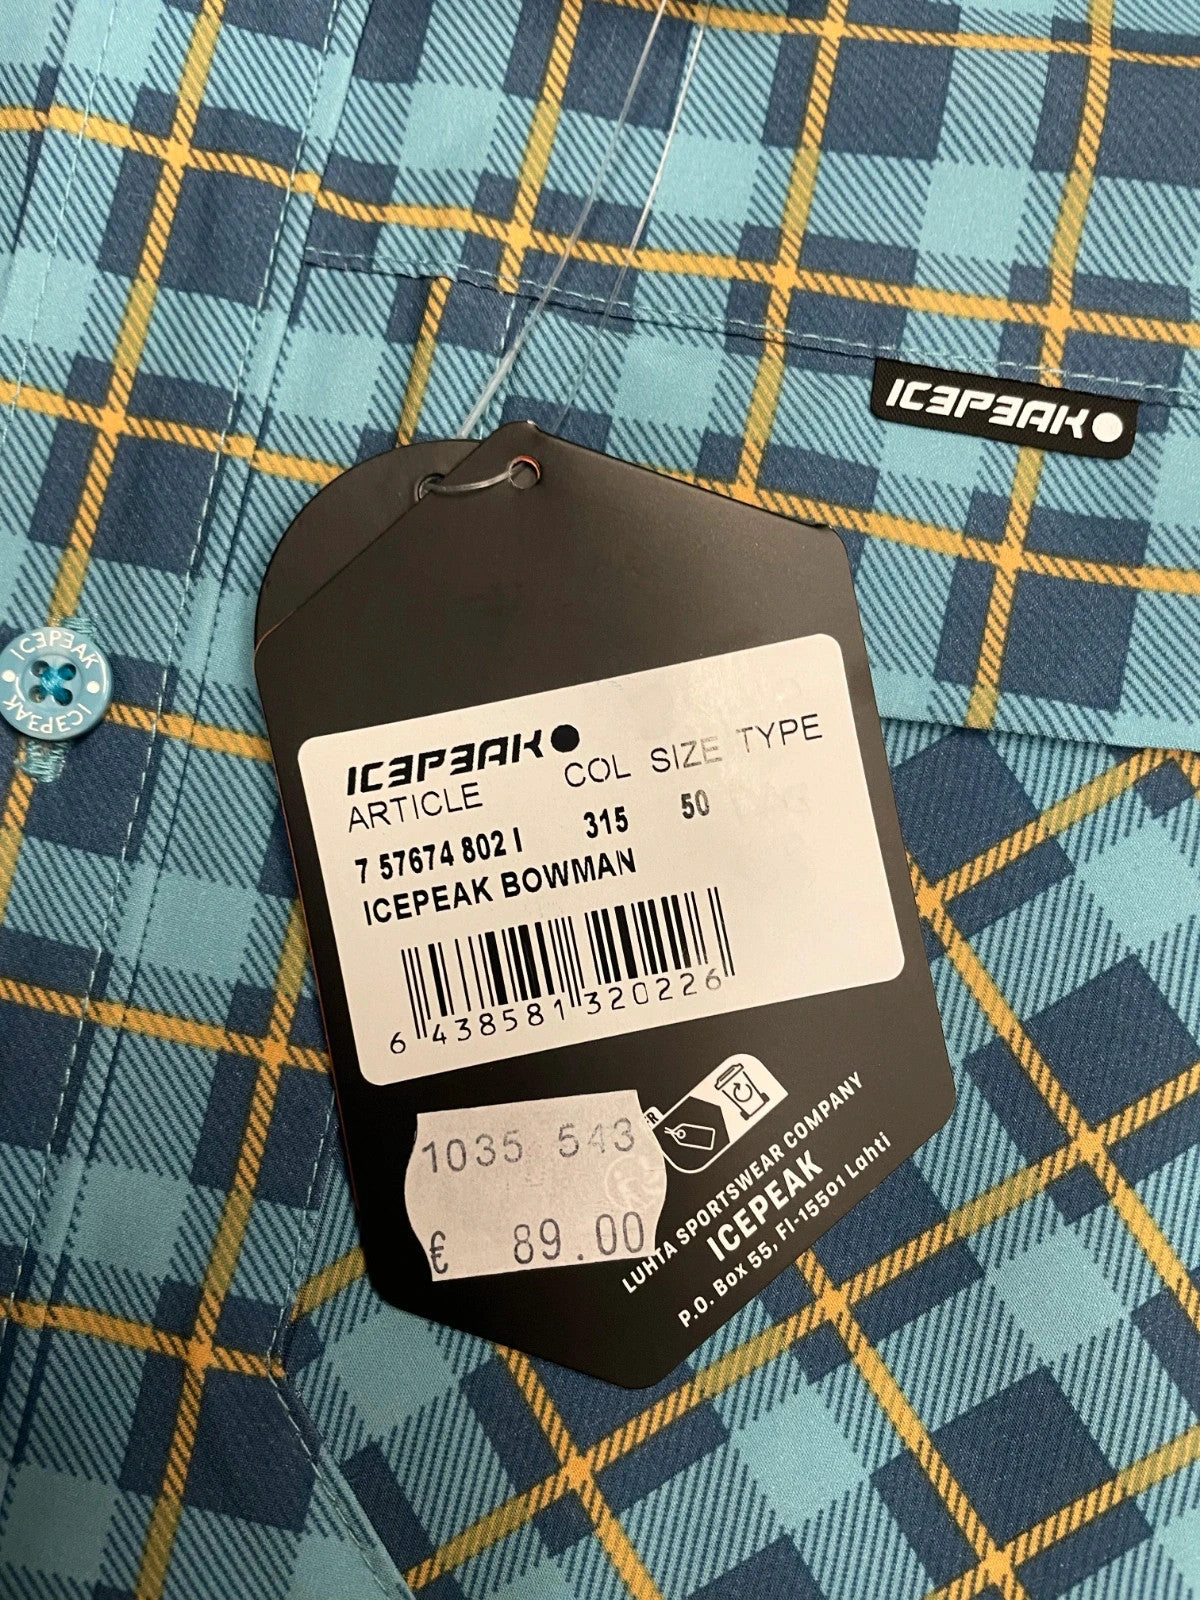 ICEPEAK
ICEPEAK
ICEPEAK
ICEPEAK
ARTICLE COL SIZE TYPE
7 57674 802 I 315 50
ICEPEAK BOWMAN
6 438581 320226
1035 543
€ 89.00
LUHTA SPORTSWEAR COMPANY
ICEPEAK
P.O. Box 55, FI-15501 Lahti